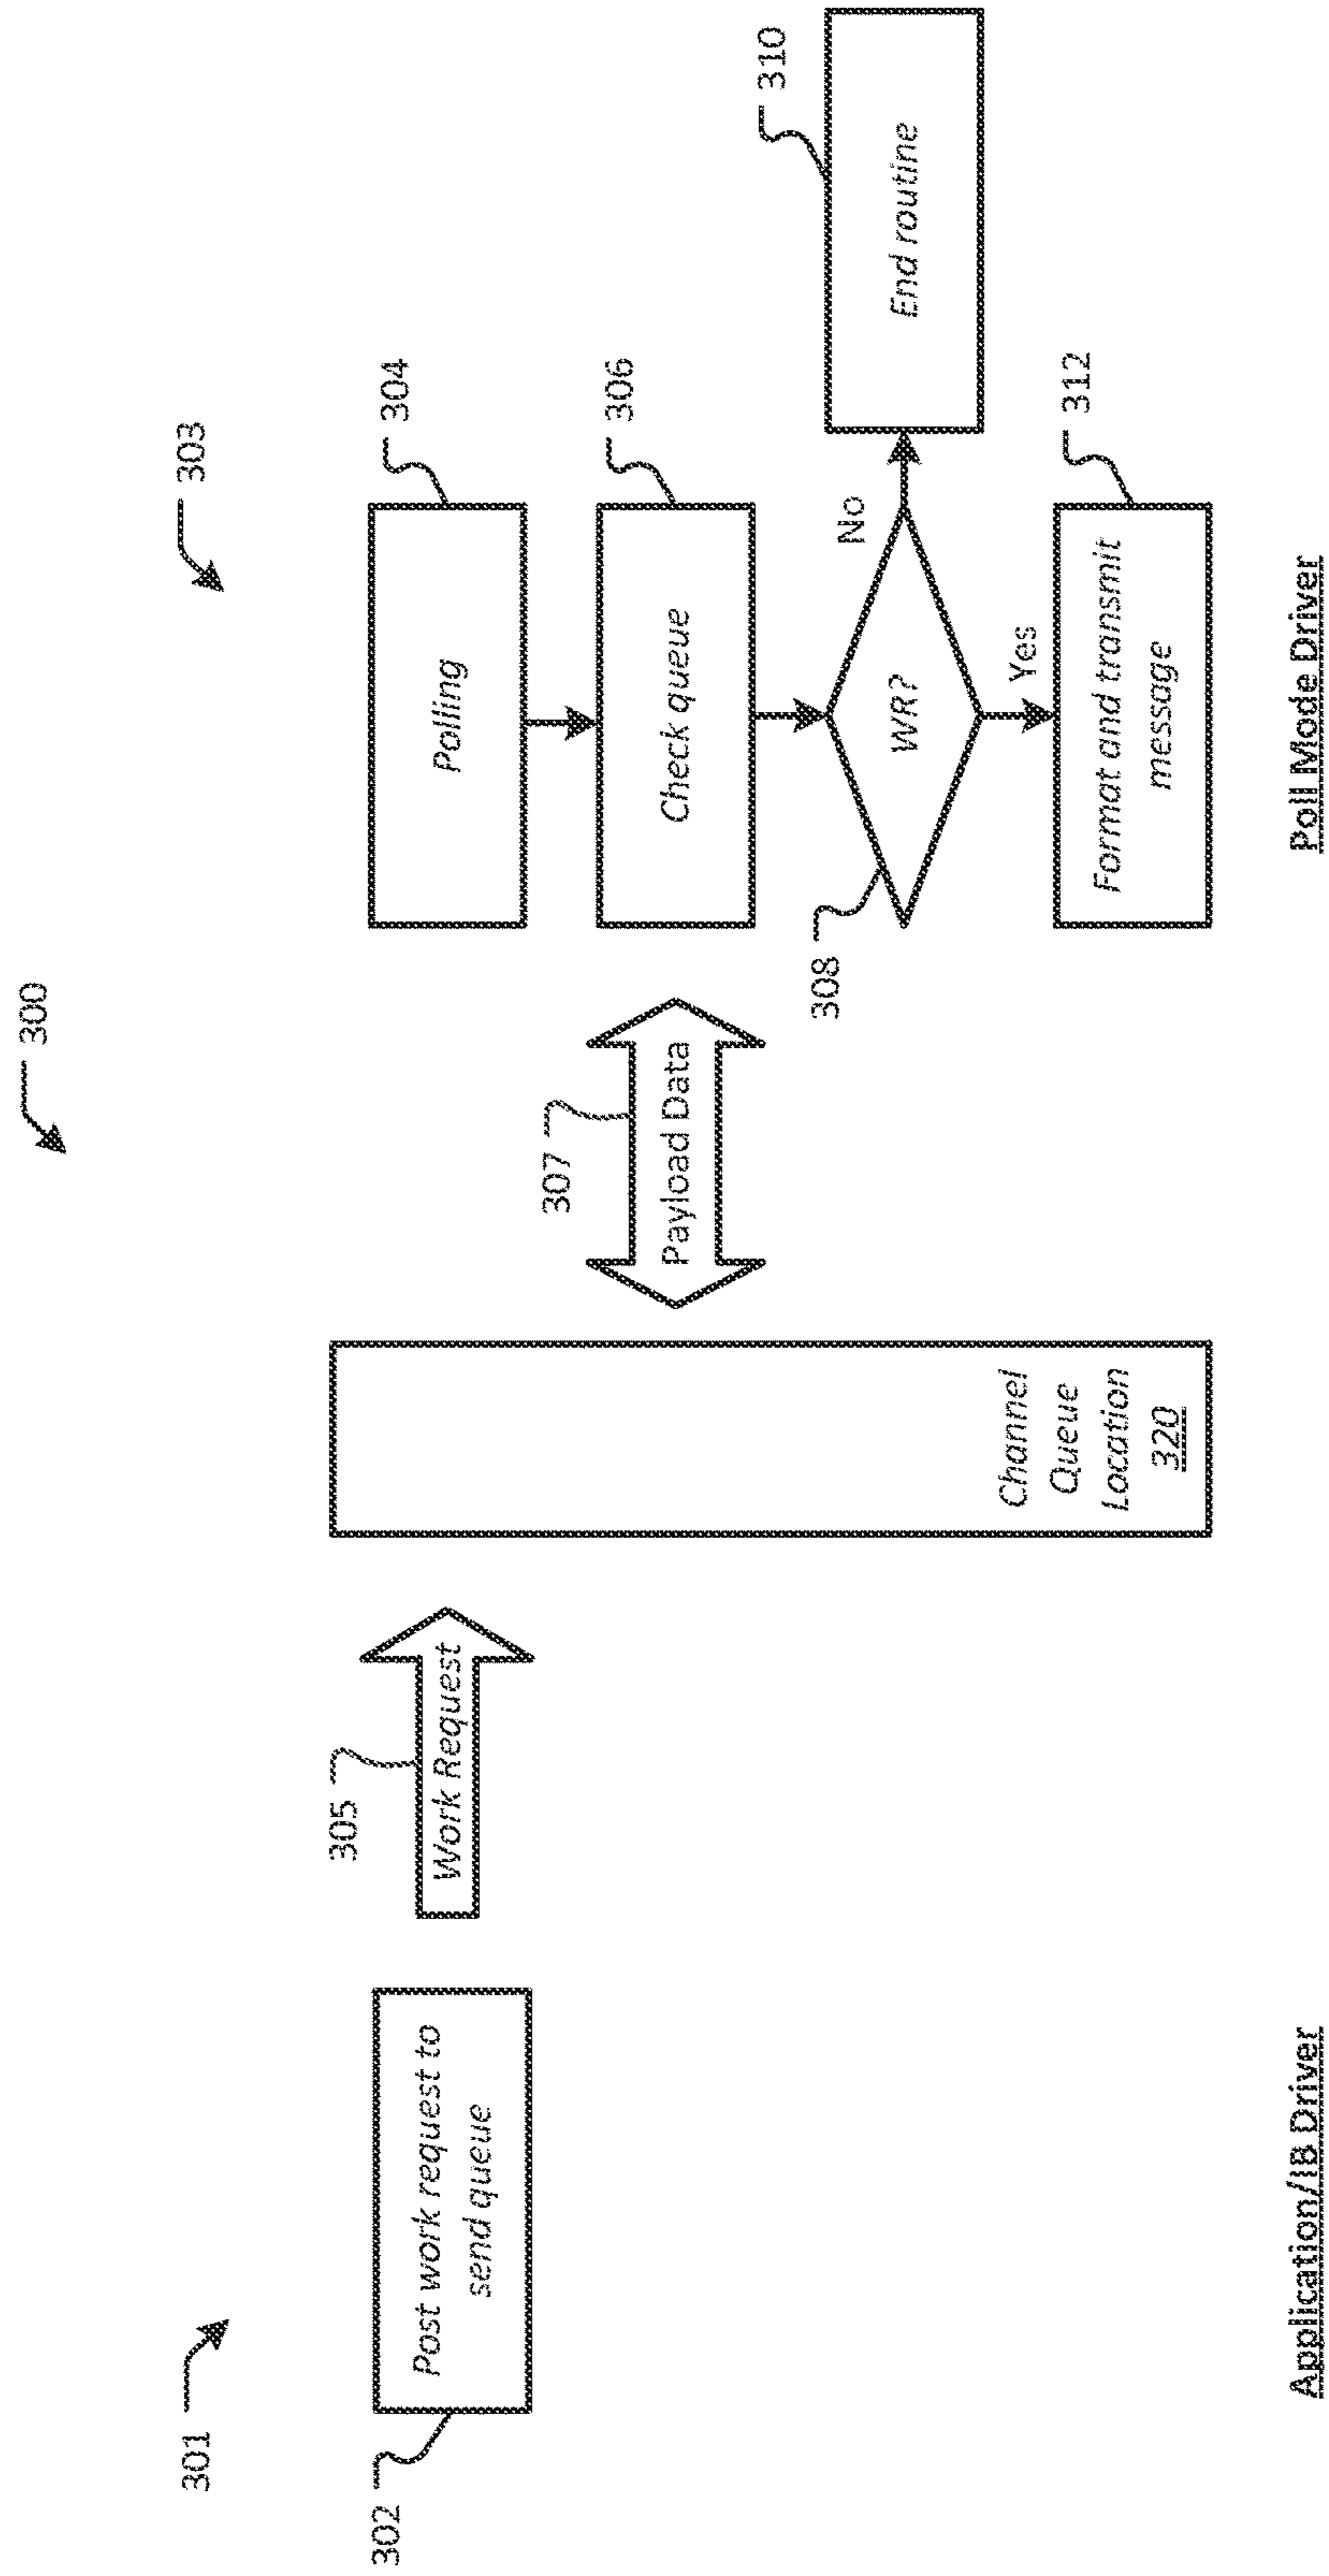 300
301
303
302
Post work request to
send queue
305
Work Request
Channel
Queue
Location
320
307
Payload Data
304
Polling
306
Check queue
308
WR?
No
310
End routine
Yes
312
Format and transmit
message
Application/IB Driver
Poll Mode Driver